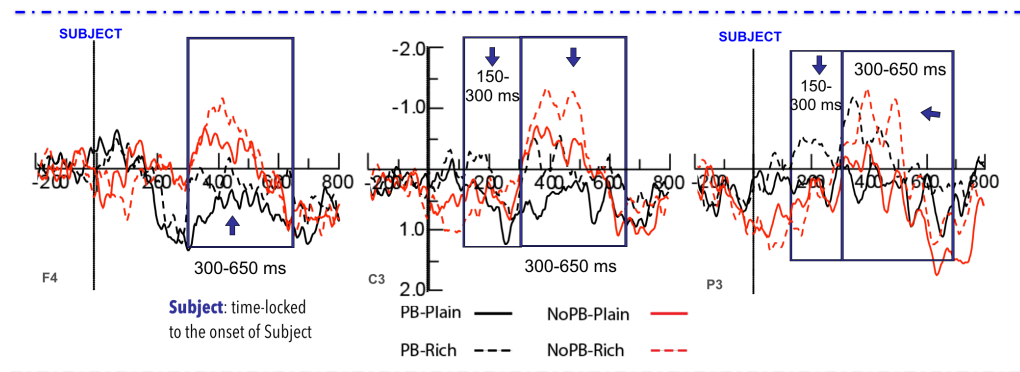 SUBJECT
-2.0
-1.0
1.0
2.0
150-
300 ms
300-650 ms
SUBJECT
150-
300 ms
300-650 ms
-200 200 400 600 800
-200 200 400 600 800
-200 200 400 600 800
F4
300-650 ms
C3
300-650 ms
P3
Subject: time-locked
to the onset of Subject
PB-Plain
NoPB-Plain
PB-Rich
NoPB-Rich